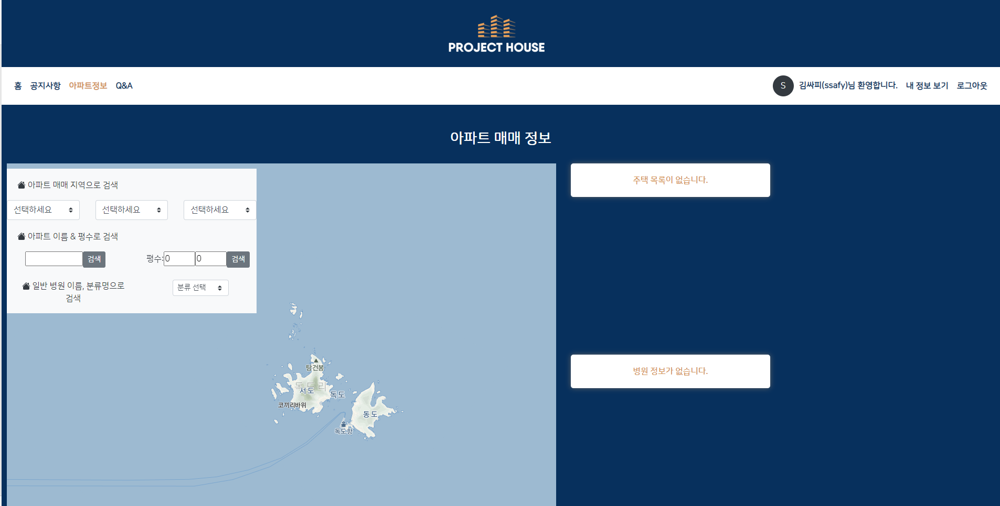 PROJECT HOUSE
홈 공지사항 아파트정보 Q&A
S 김싸피(ssafy)님 환영합니다. 내 정보 보기 로그아웃
아파트 매매 정보
아파트 매매 지역으로 검색
선택하세요 선택하세요 선택하세요
아파트 이름 & 평수로 검색
검색 평수:0 0 검색
일반 병원 이름, 분류명으로
검색
분류 선택
주택 목록이 없습니다.
병원 정보가 없습니다.
탕건봉
독도리
서도
독도
코끼리바위
동도
독도항